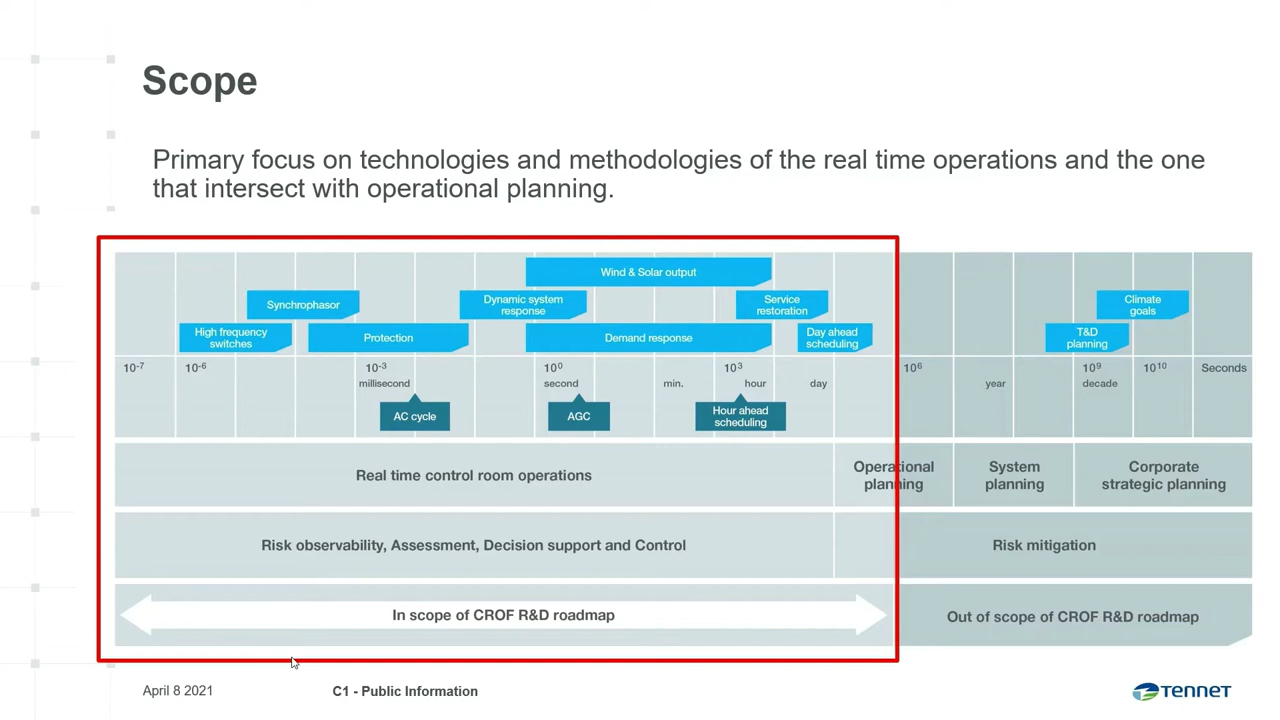 Scope
Primary focus on technologies and methodologies of the real time operations and the one
that intersect with operational planning.
Wind & Solar output
Synchrophasor
Dynamic system
response
Service
restoration
Climate
goals
High frequency
switches
Protection
Demand response
Day ahead
scheduling
T&D
planning
10-7
10-6
10-3
100
103
106
109
1010
Seconds
millisecond
second
min.
hour
day
year
decade
AC cycle
AGC
Hour ahead
scheduling
Real time control room operations
Operational
planning
System
planning
Corporate
strategic planning
Risk observability, Assessment, Decision support and Control
Risk mitigation
In scope of CROF R&D roadmap
Out of scope of CROF R&D roadmap
April 8 2021
C1 - Public Information
TENNET